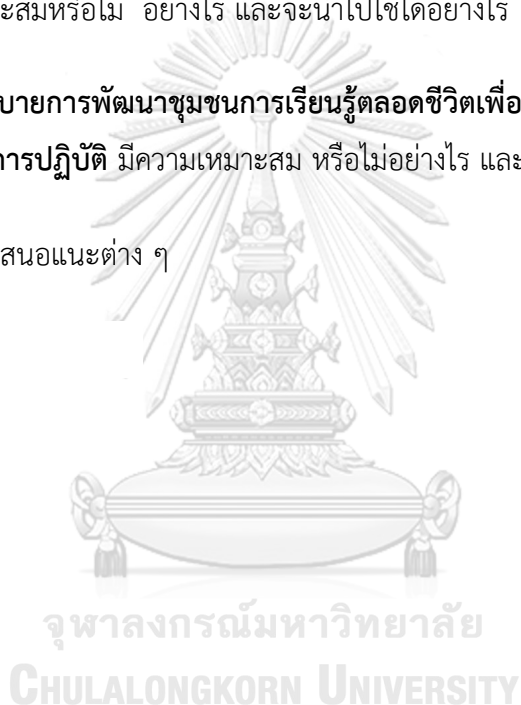 ะสมหรือไม่ อย่างไร และจะนำไปใช้ได้อย่างไร
บายการพัฒนาชุมชนการเรียนรู้ตลอดชีวิตเพื่อ
การปฏิบัติ มีความเหมาะสม หรือไม่อย่างไร และ
สนอแนะต่าง ๆ
จุฬาลงกรณ์มหาวิทยาลัย
CHULALONGKORN UNIVERSITY